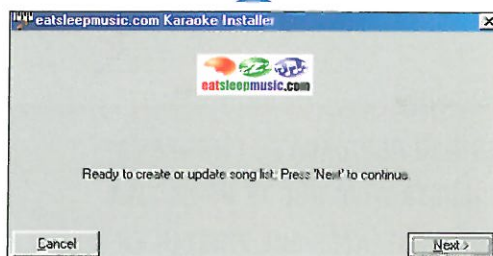 eatsleepmusic.com Karaoke Installer
eatsleepmusic.com
Ready to create or update song list. Press 'Next' to continue.
Cancel
Next >